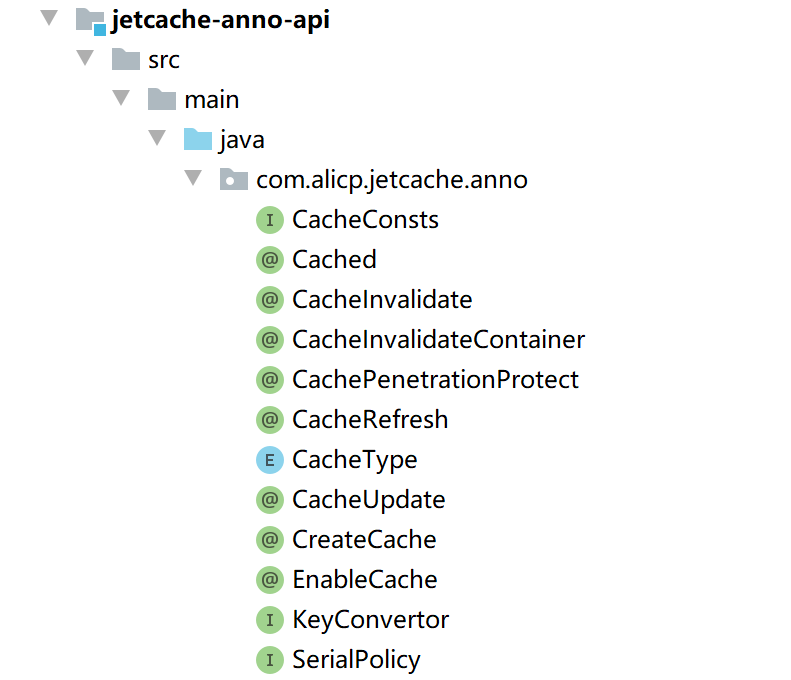 jetcache-anno-api
src
main
java
com.alicp.jetcache.anno
I CacheConsts
@ Cached
@ CacheInvalidate
@ CacheInvalidateContainer
@ CachePenetrationProtect
@ CacheRefresh
E CacheType
@ CacheUpdate
@ CreateCache
@ EnableCache
I KeyConvertor
I SerialPolicy